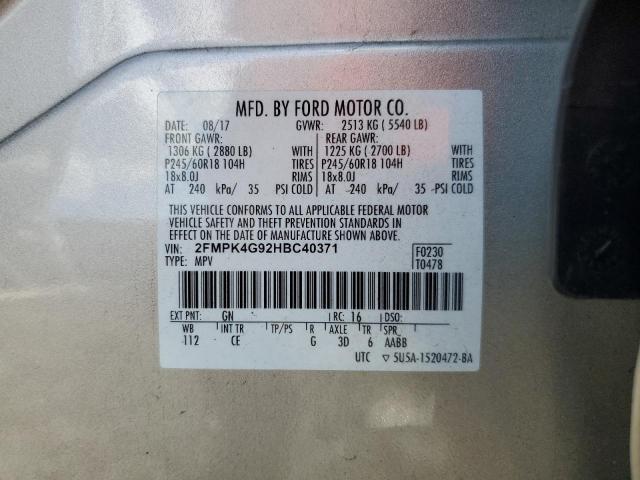 MFD. BY FORD MOTOR CO.
DATE: 08/17 GVWR: 2513 KG ( 5540 LB)
FRONT GAWR: REAR GAWR:
1306 KG ( 2880 LB) WITH 1225 KG ( 2700 LB) WITH
P245/60R18 104H TIRES P245/60R18 104H TIRES
18x8.0J RIMS 18x8.0J RIMS
AT 240 kPa/ 35 PSI COLD AT 240 kPa/ 35 PSI COLD
THIS VEHICLE CONFORMS TO ALL APPLICABLE FEDERAL MOTOR
VEHICLE SAFETY AND THEFT PREVENTION STANDARDS IN
EFFECT ON THE DATE OF MANUFACTURE SHOWN ABOVE.
VIN: 2FMPK4G92HBC40371 F0230
TYPE: MPV T0478
EXT PNT: GN RC: 16 DSO:
WB INT TR TP/PS R AXLE TR SPR
112 CE G 3D 6 AABB
UTC ▽ 5U5A-1520472-BA